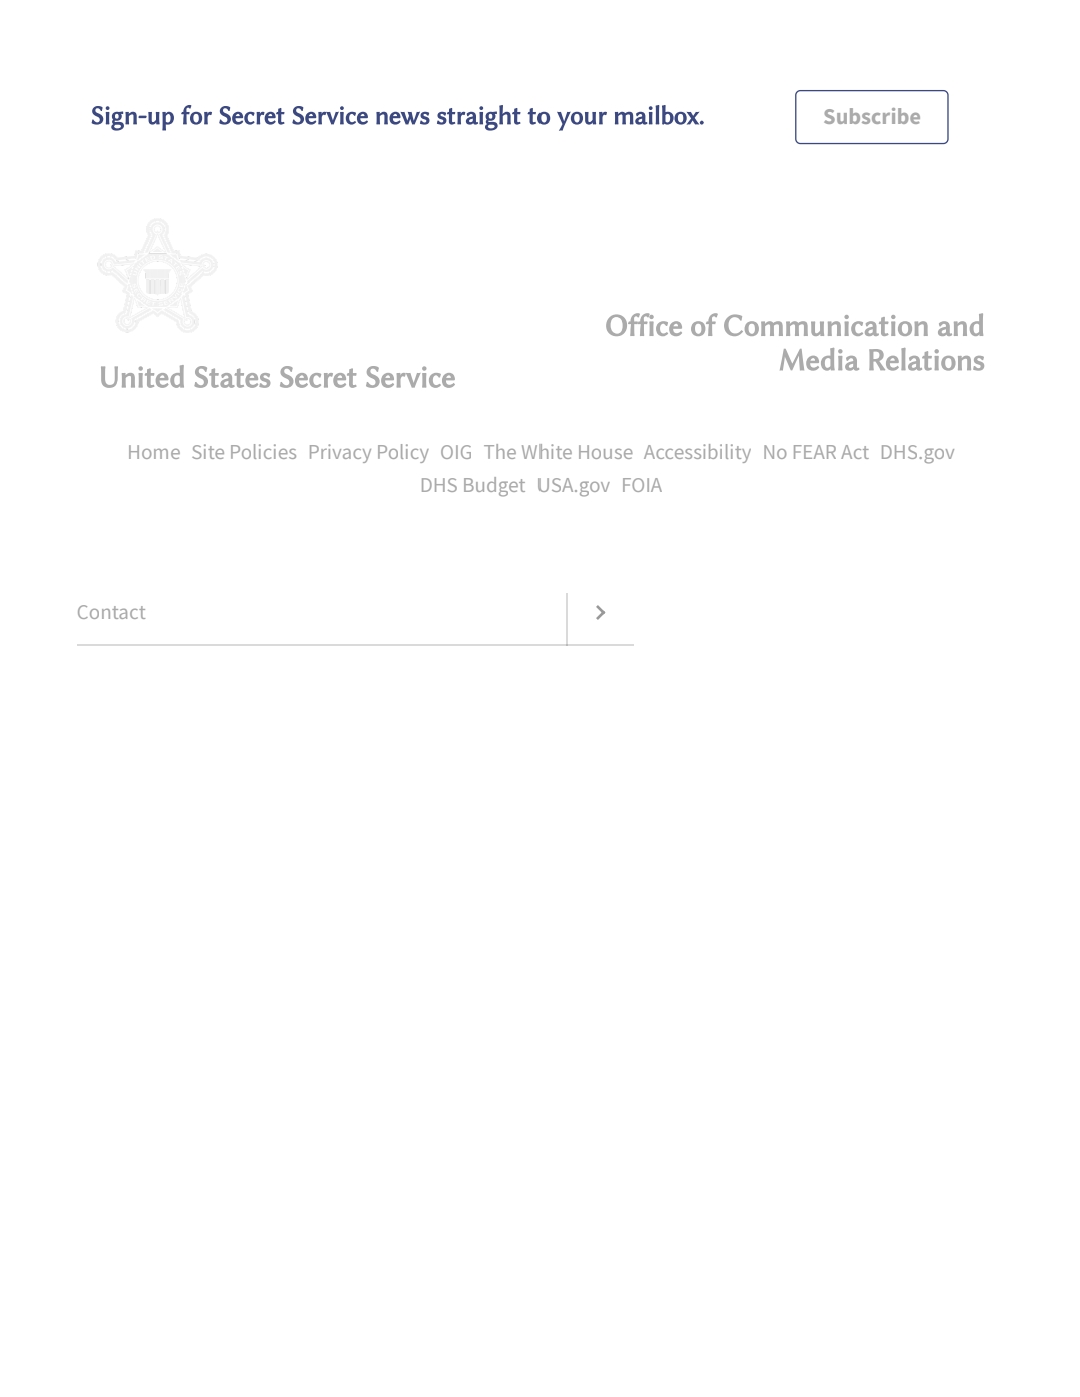 Sign-up for Secret Service news straight to your mailbox.
Subscribe
United States Secret Service
Office of Communication and
Media Relations
Home Site Policies Privacy Policy OIG The White House Accessibility No FEAR Act DHS.gov
DHS Budget USA.gov FOIA
Contact